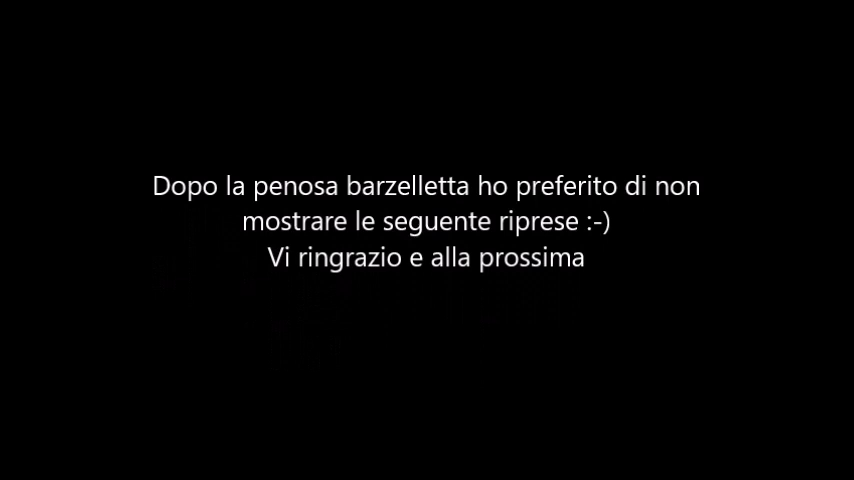 Dopo la penosa barzelletta ho preferito di non
mostrare le seguente riprese :-)
Vi ringrazio e alla prossima